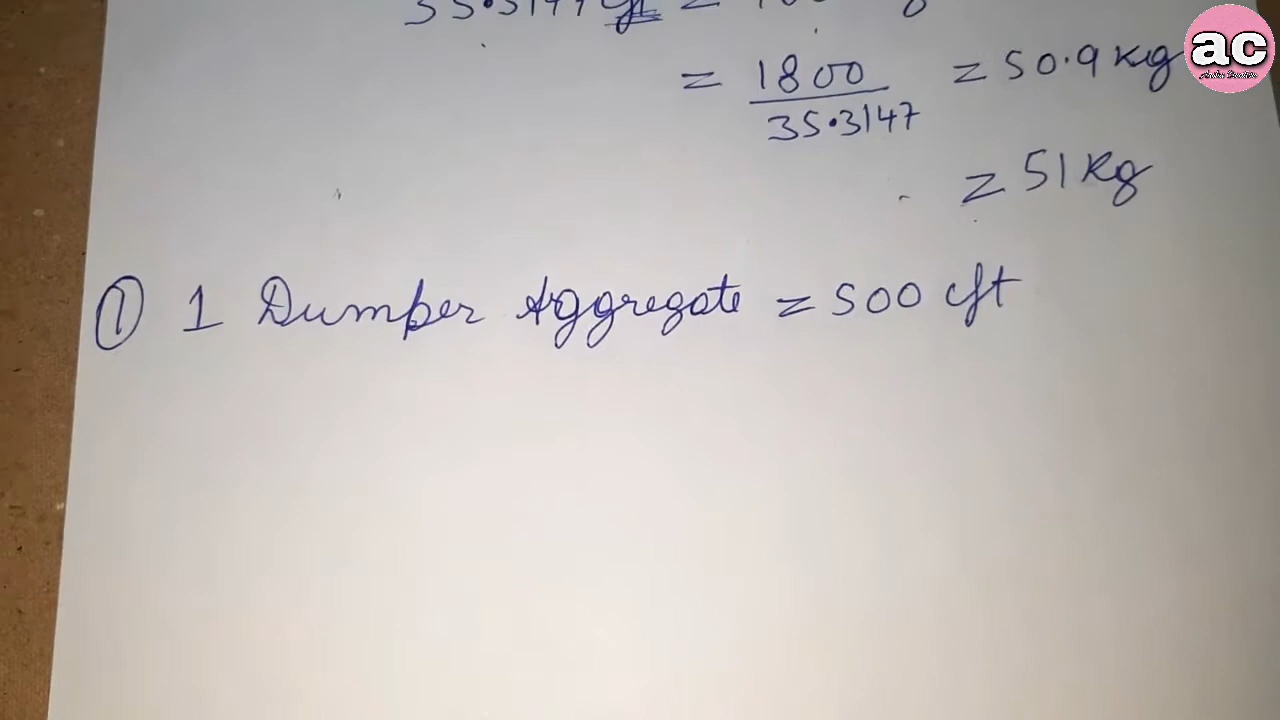 ac
= 1800 = 50.9 Kg
35.3147
= 51 Kg
① 1 Dumper Aggregate = 500 cft